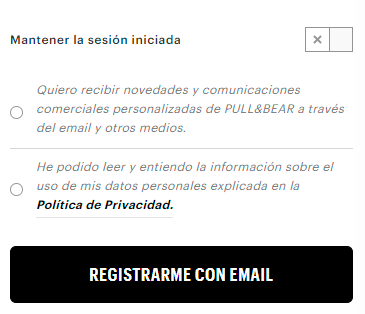 Mantener la sesión iniciada
Quiero recibir novedades y comunicaciones
comerciales personalizadas de PULL&BEAR a través
del email y otros medios.
He podido leer y entiendo la información sobre el
uso de mis datos personales explicada en la
Política de Privacidad.
REGISTRARME CON EMAIL